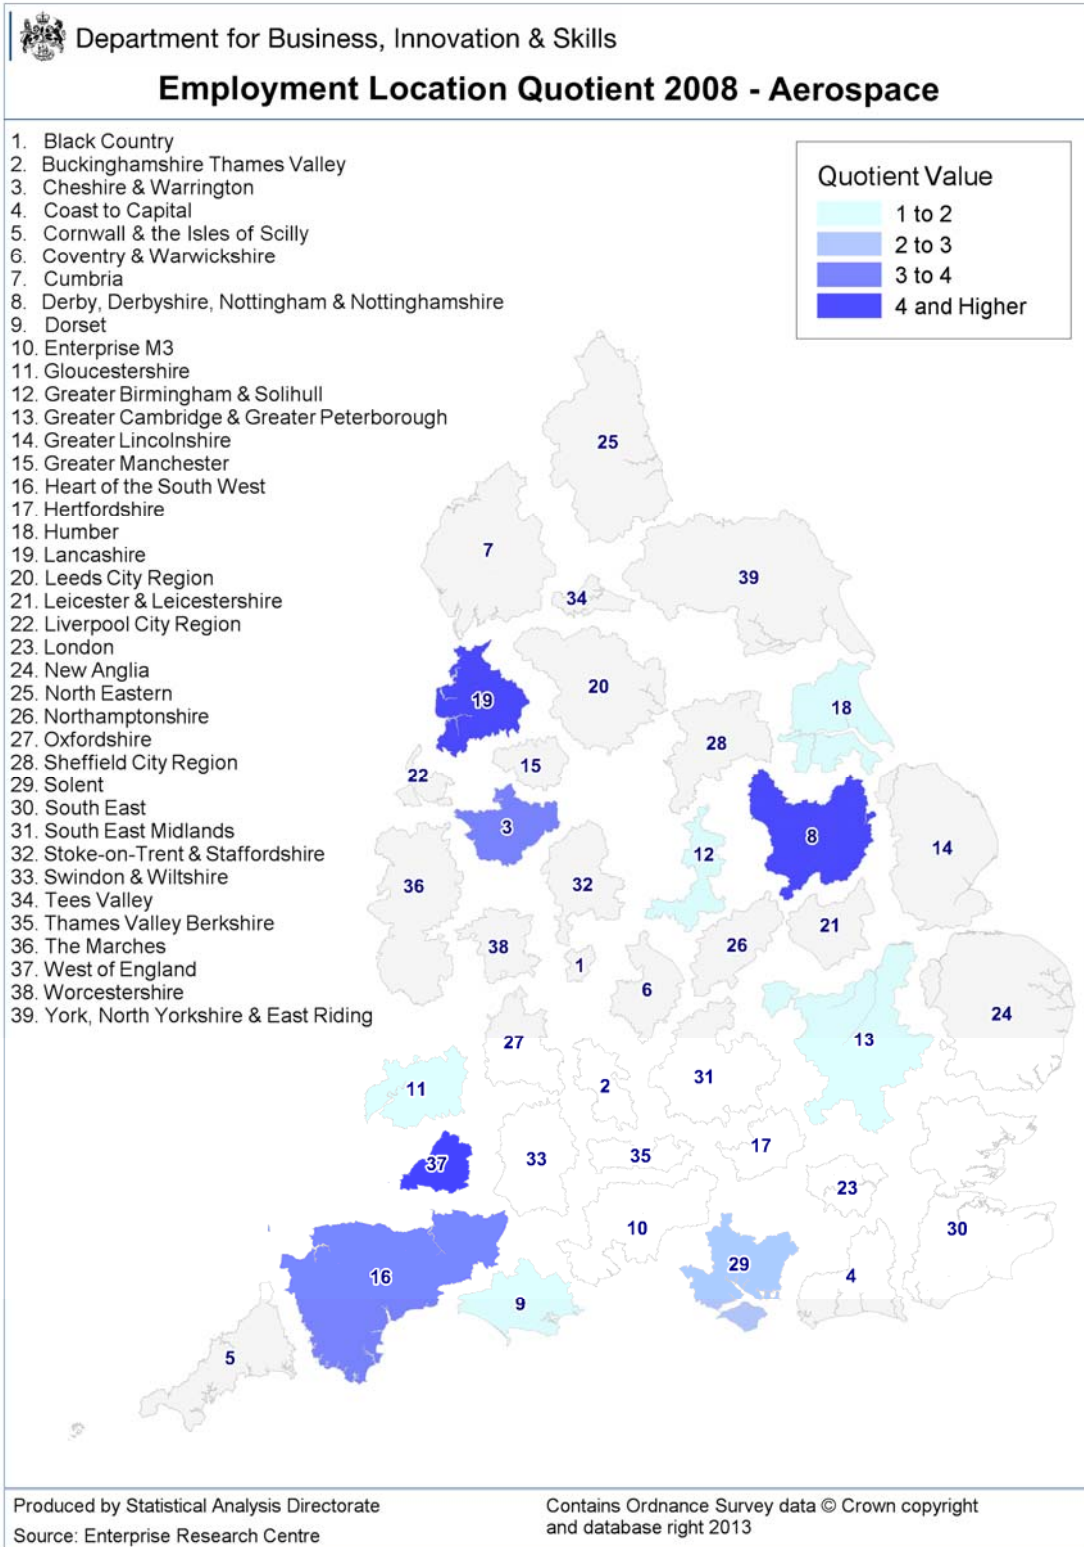 Department for Business, Innovation & Skills
Employment Location Quotient 2008 - Aerospace
1. Black Country
2. Buckinghamshire Thames Valley
3. Cheshire & Warrington
4. Coast to Capital
5. Cornwall & the Isles of Scilly
6. Coventry & Warwickshire
7. Cumbria
8. Derby, Derbyshire, Nottingham & Nottinghamshire
9. Dorset
10. Enterprise M3
11. Gloucestershire
12. Greater Birmingham & Solihull
13. Greater Cambridge & Greater Peterborough
14. Greater Lincolnshire
15. Greater Manchester
16. Heart of the South West
17. Hertfordshire
18. Humber
19. Lancashire
20. Leeds City Region
21. Leicester & Leicestershire
22. Liverpool City Region
23. London
24. New Anglia
25. North Eastern
26. Northamptonshire
27. Oxfordshire
28. Sheffield City Region
29. Solent
30. South East
31. South East Midlands
32. Stoke-on-Trent & Staffordshire
33. Swindon & Wiltshire
34. Tees Valley
35. Thames Valley Berkshire
36. The Marches
37. West of England
38. Worcestershire
39. York, North Yorkshire & East Riding
Quotient Value
1 to 2
2 to 3
3 to 4
4 and Higher
25
7
39
34
20
19
18
28
15
22
3
8
12
14
36
32
21
26
38
1
6
24
27
13
31
2
11
17
35
33
37
23
10
30
29
4
16
9
5
Produced by Statistical Analysis Directorate
Source: Enterprise Research Centre
Contains Ordnance Survey data © Crown copyright
and database right 2013